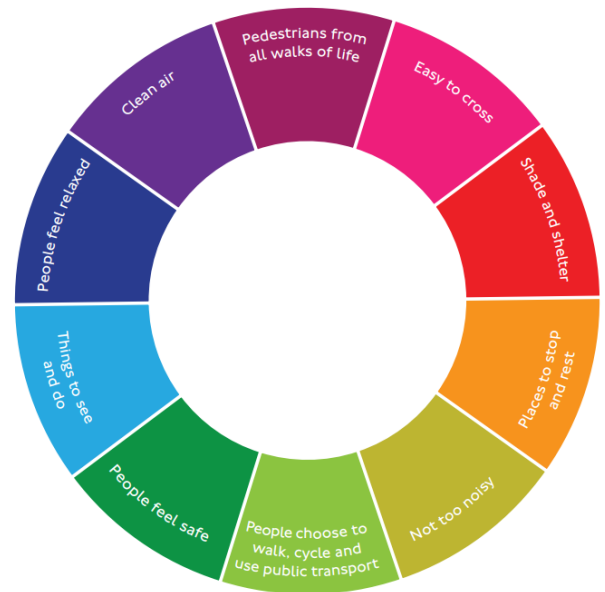 Pedestrians from
all walks of life
Easy to cross
Shade and shelter
Places to stop
and rest
Not too noisy
People choose to
walk, cycle and
use public transport
People feel safe
Things to see
and do
People feel relaxed
Clean air